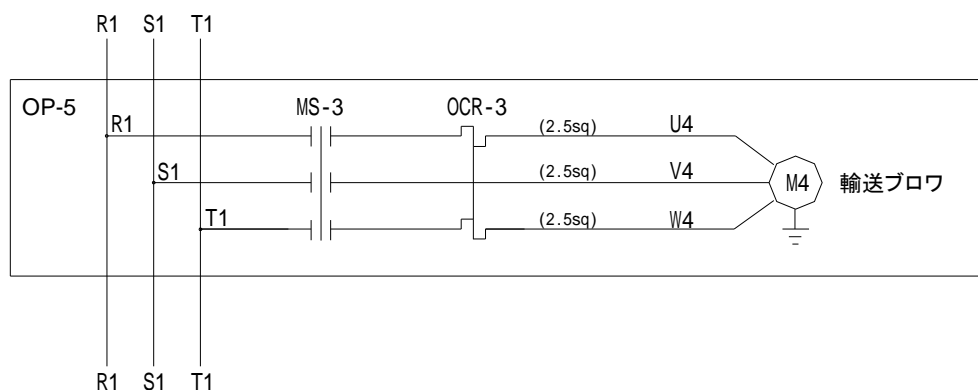 R1 S1 T1
OP-5
MS-3 OCR-3
R1 (2.5sq) U4
S1 (2.5sq) V4
M4 輸送ブロワ
T1 (2.5sq) W4
R1 S1 T1